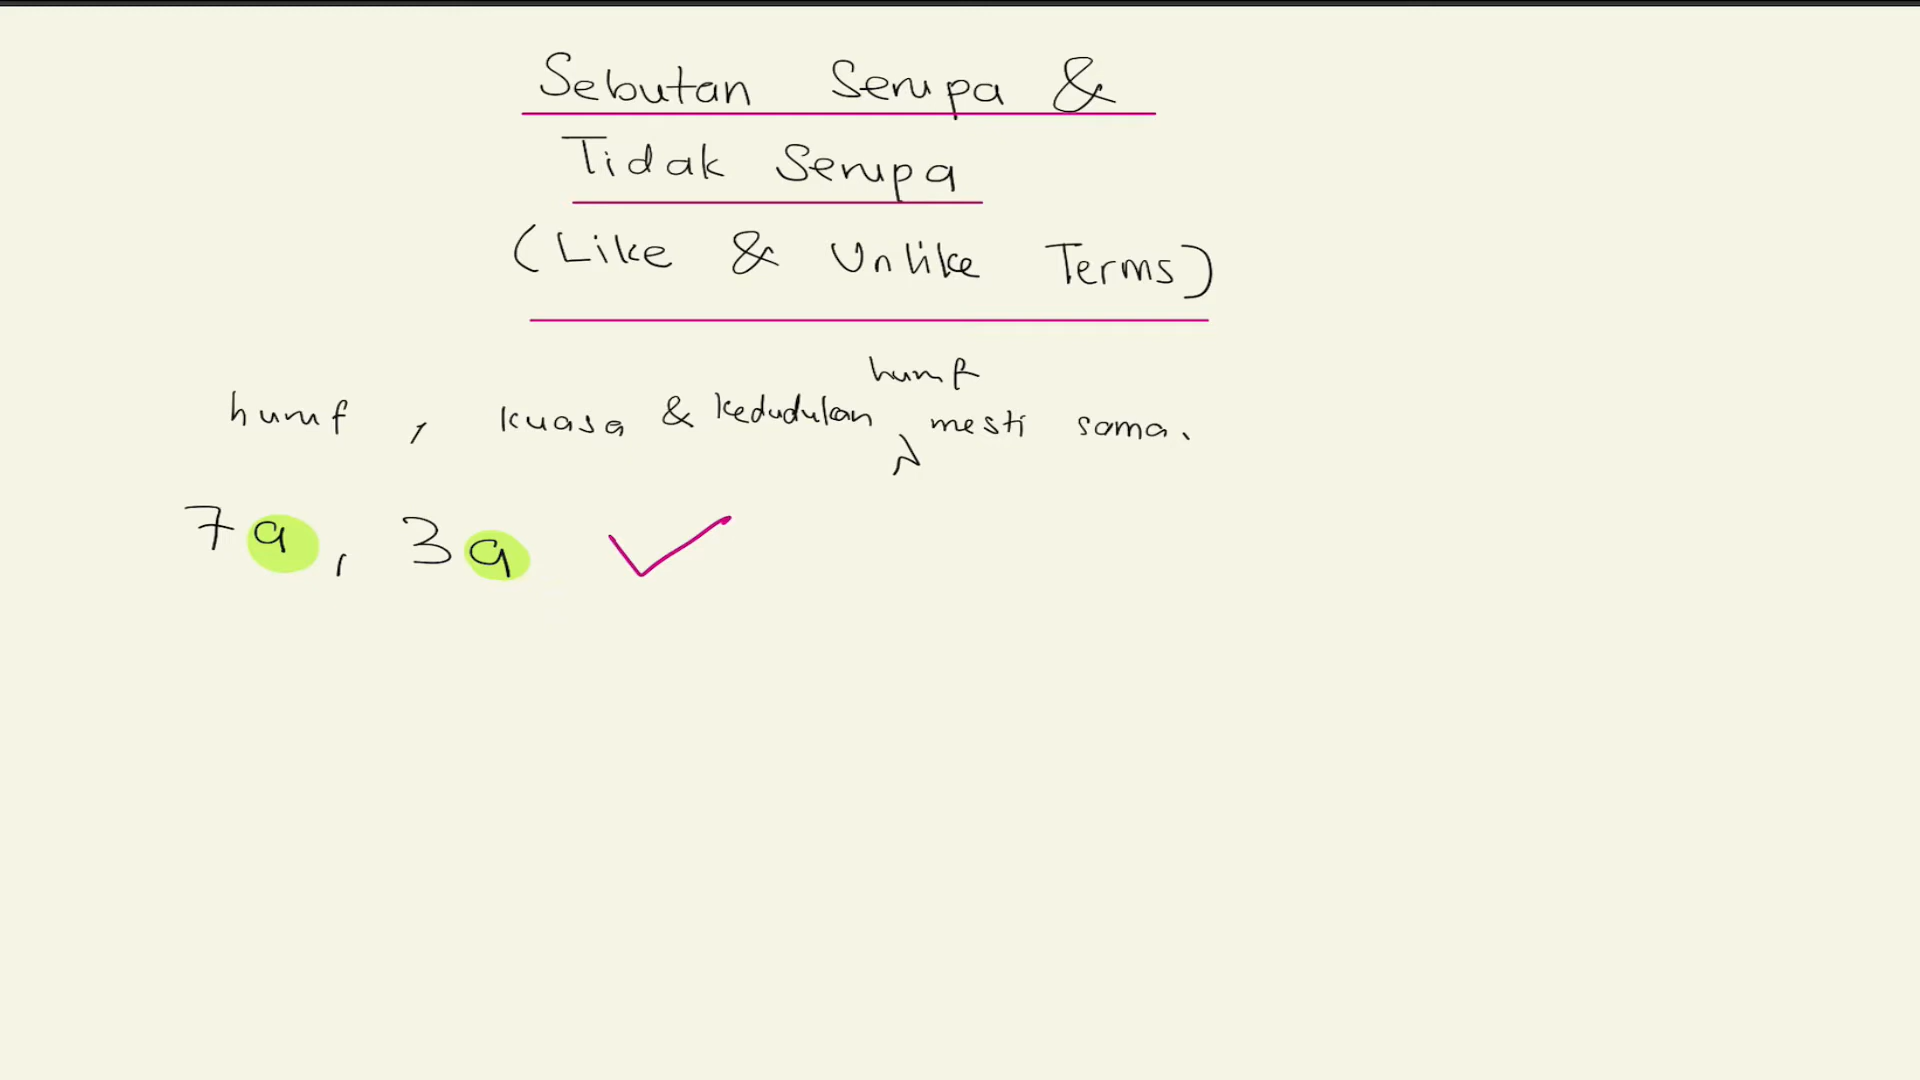 Sebutan Serupa &
Tidak Serupa
(Like & Unlike Terms)
huruf , kuasa & kedudukan huruf mesti sama.
7a , 3a ✓